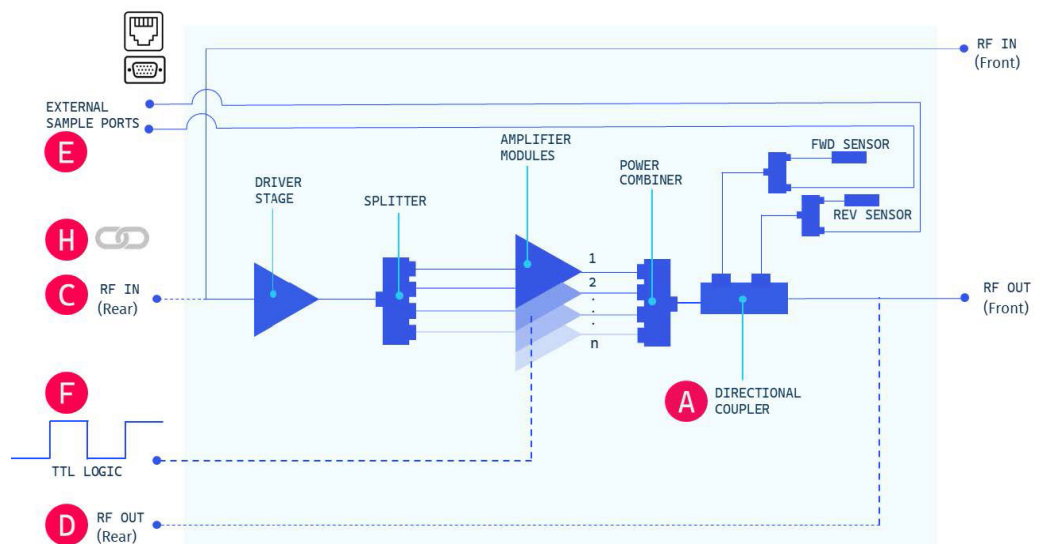 RF IN
(Front)
EXTERNAL
SAMPLE PORTS
E
AMPLIFIER
MODULES
FWD SENSOR
POWER
COMBINER
DRIVER
STAGE
SPLITTER
REV SENSOR
H
1
2
.
.
.
n
C
RF IN
(Rear)
RF OUT
(Front)
F
A
DIRECTIONAL
COUPLER
TTL LOGIC
D
RF OUT
(Rear)